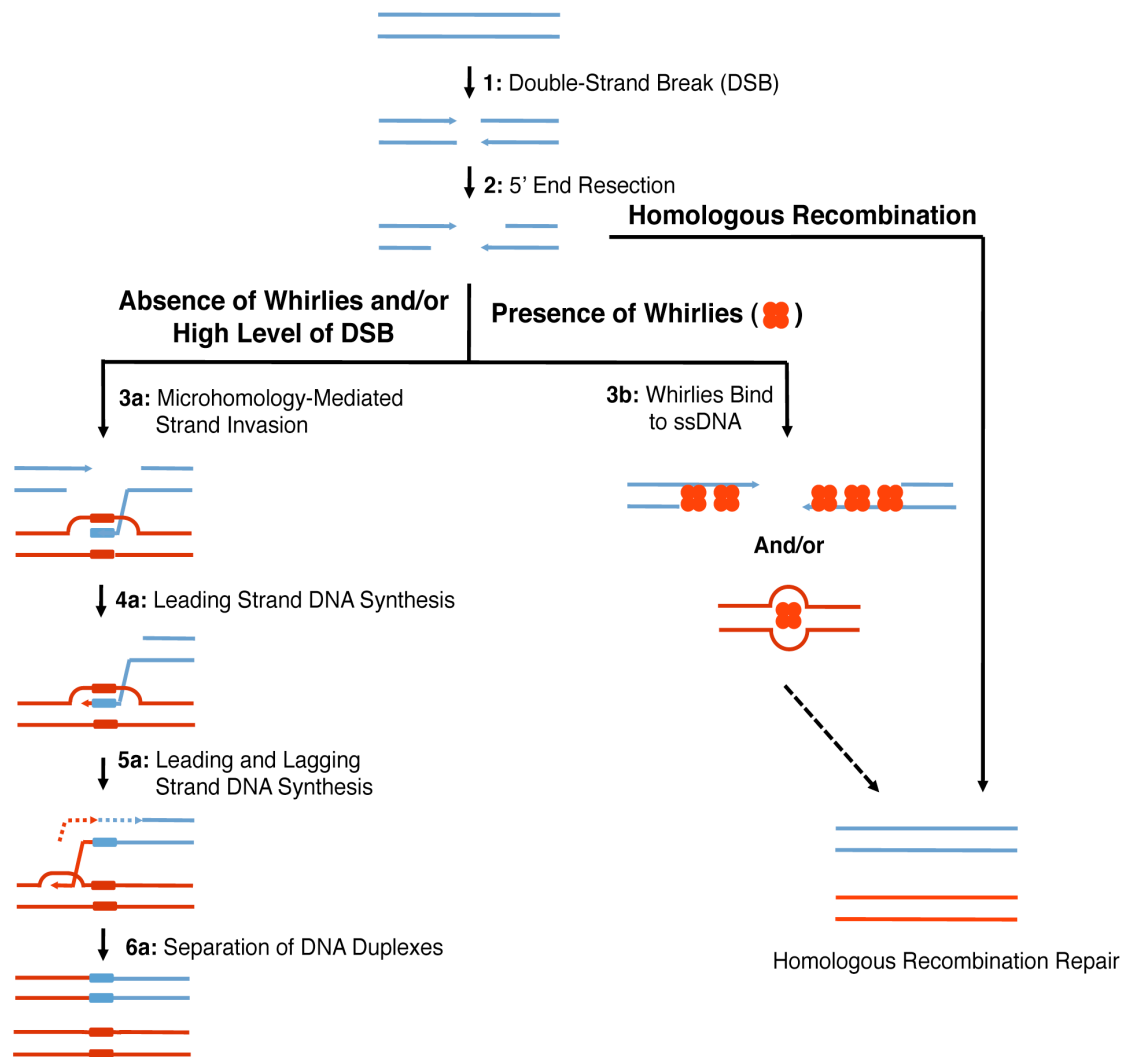 1: Double-Strand Break (DSB)
2: 5’ End Resection
Homologous Recombination
Absence of Whirlies and/or
High Level of DSB
Presence of Whirlies ( )
3a: Microhomology-Mediated
Strand Invasion
3b: Whirlies Bind
to ssDNA
And/or
4a: Leading Strand DNA Synthesis
5a: Leading and Lagging
Strand DNA Synthesis
6a: Separation of DNA Duplexes
Homologous Recombination Repair